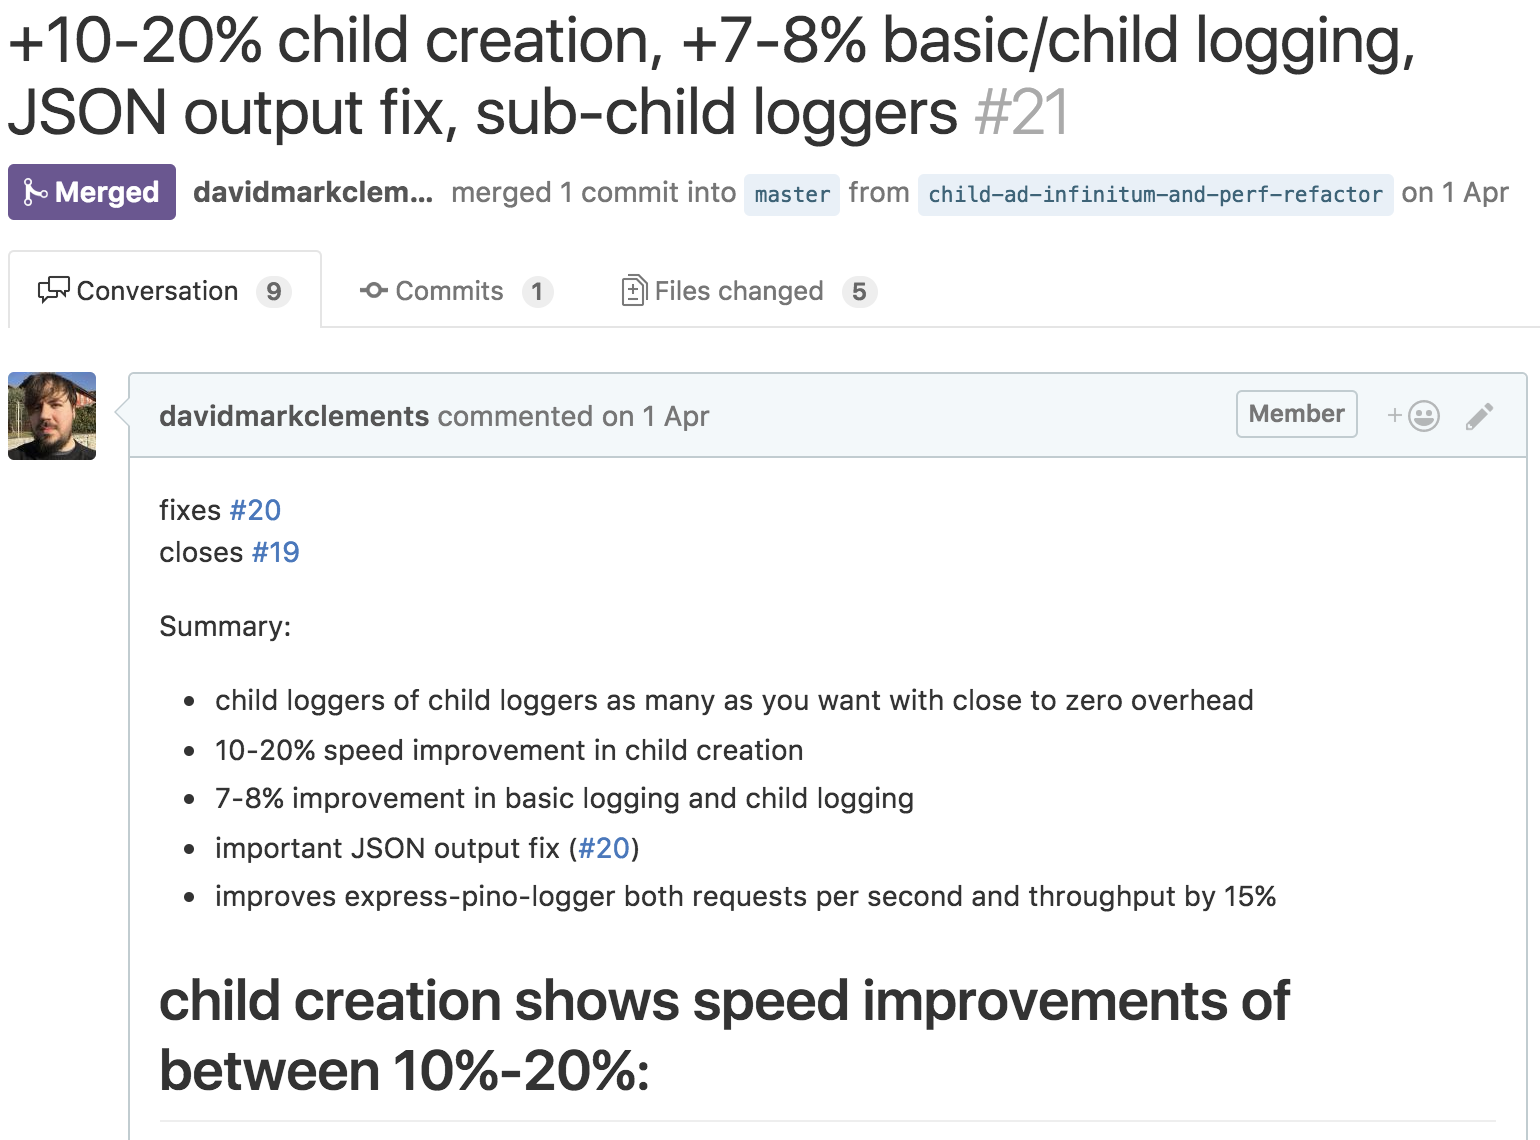 +10-20% child creation, +7-8% basic/child logging,
JSON output fix, sub-child loggers #21
Merged davidmarkclem... merged 1 commit into master from child-ad-infinitum-and-perf-refactor on 1 Apr
Conversation 9 Commits 1 Files changed 5
davidmarkclements commented on 1 Apr Member +
fixes #20
closes #19
Summary:
• child loggers of child loggers as many as you want with close to zero overhead
• 10-20% speed improvement in child creation
• 7-8% improvement in basic logging and child logging
• important JSON output fix (#20)
• improves express-pino-logger both requests per second and throughput by 15%
child creation shows speed improvements of
between 10%-20%: